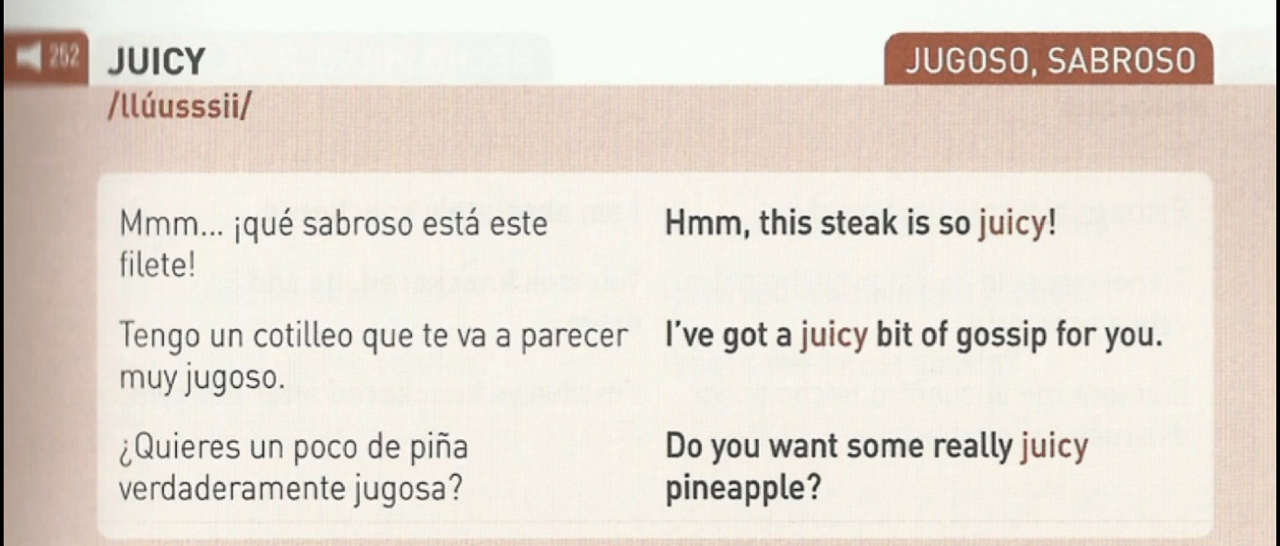 252 JUICY JUGOSO, SABROSO
/llúusssii/
Mmm... ¡qué sabroso está este
filete!
Hmm, this steak is so juicy!
Tengo un cotilleo que te va a parecer
muy jugoso.
I've got a juicy bit of gossip for you.
¿Quieres un poco de piña
verdaderamente jugosa?
Do you want some really juicy
pineapple?